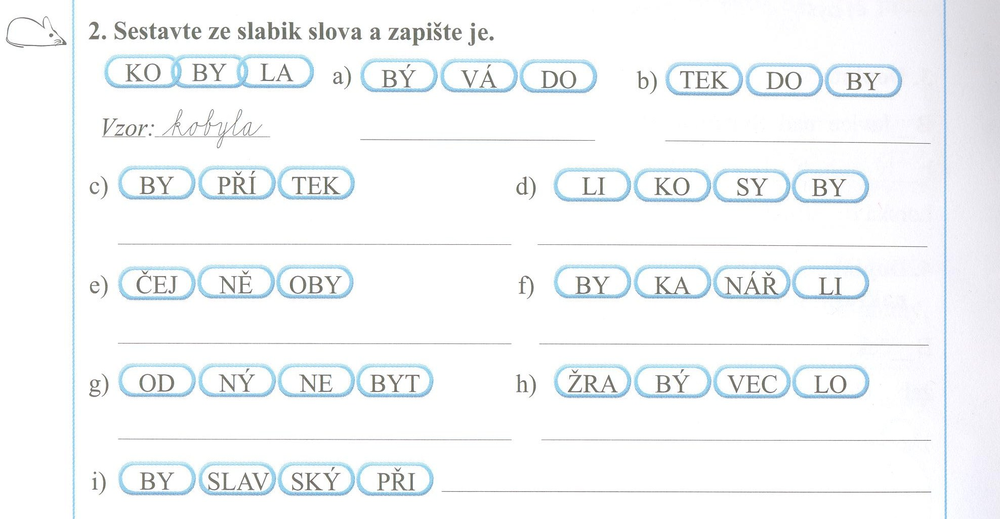 2. Sestavte ze slabik slova a zapište je.
KO BY LA a) BÝ VÁ DO b) TEK DO BY
Vzor: kobyla
c) BY PŘÍ TEK d) LI KO SY BY
e) ČEJ NĚ OBY f) BY KA NÁŘ LI
g) OD NÝ NE BYT h) ŽRA BÝ VEC LO
i) BY SLAV SKÝ PŘI